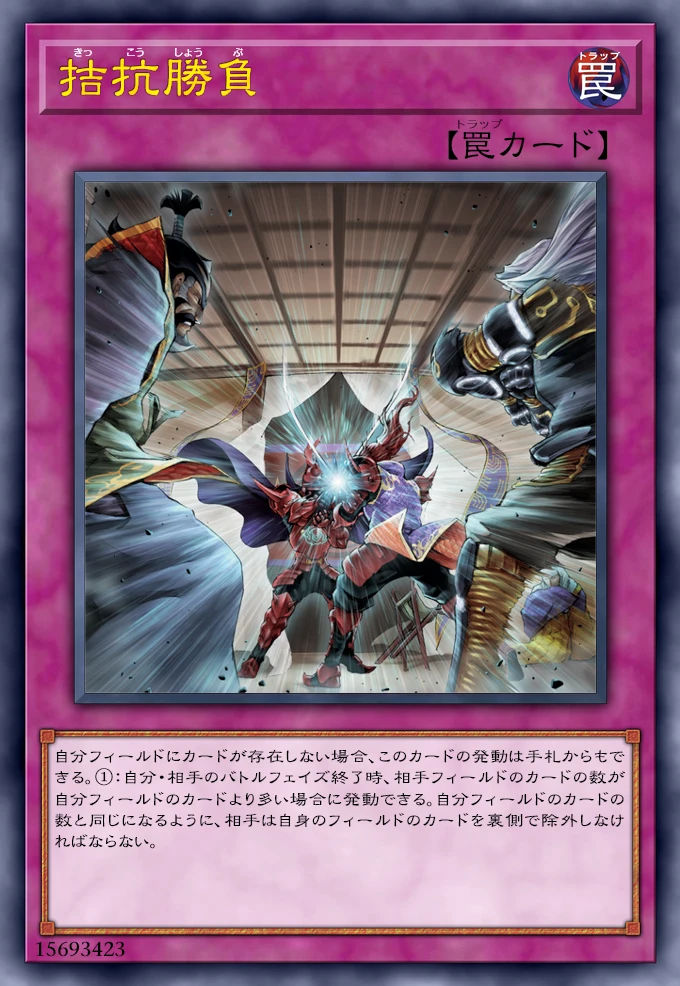 きっこうしょうぶ
拮抗勝負
トラップ
罠
トラップ
【罠カード】
自分フィールドにカードが存在しない場合、このカードの発動は手札からもで
きる。①:自分・相手のバトルフェイズ終了時、相手フィールドのカードの数が
自分フィールドのカードより多い場合に発動できる。自分フィールドのカードの
数と同じになるように、相手は自身のフィールドのカードを裏側で除外しなけ
ればならない。
15693423